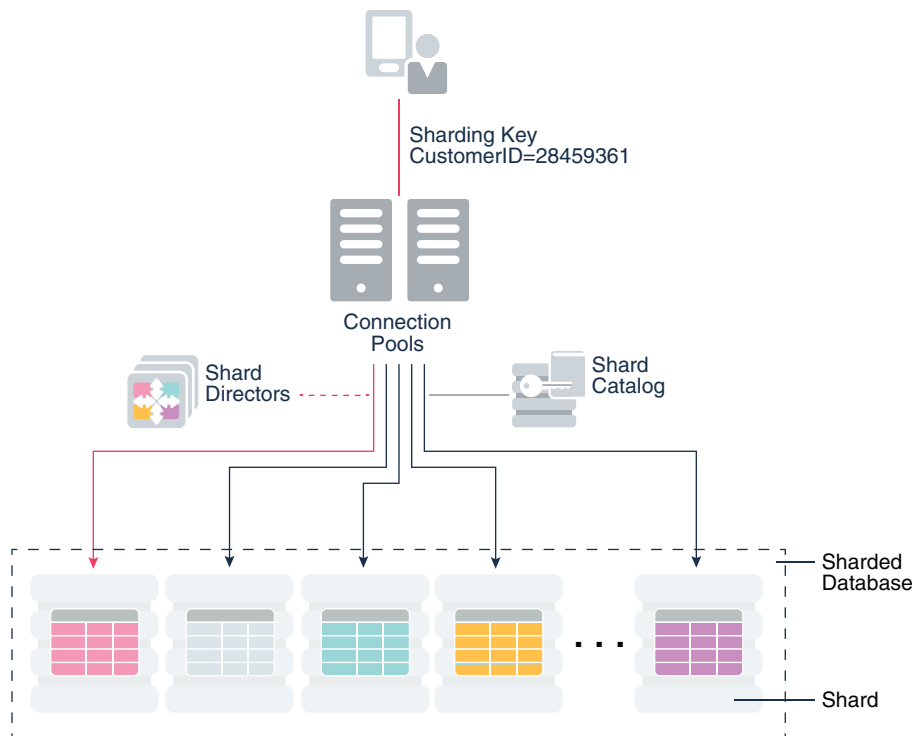 Sharding Key
CustomerID=28459361
Connection
Pools
Shard
Directors
Shard
Catalog
Sharded
Database
. . .
Shard